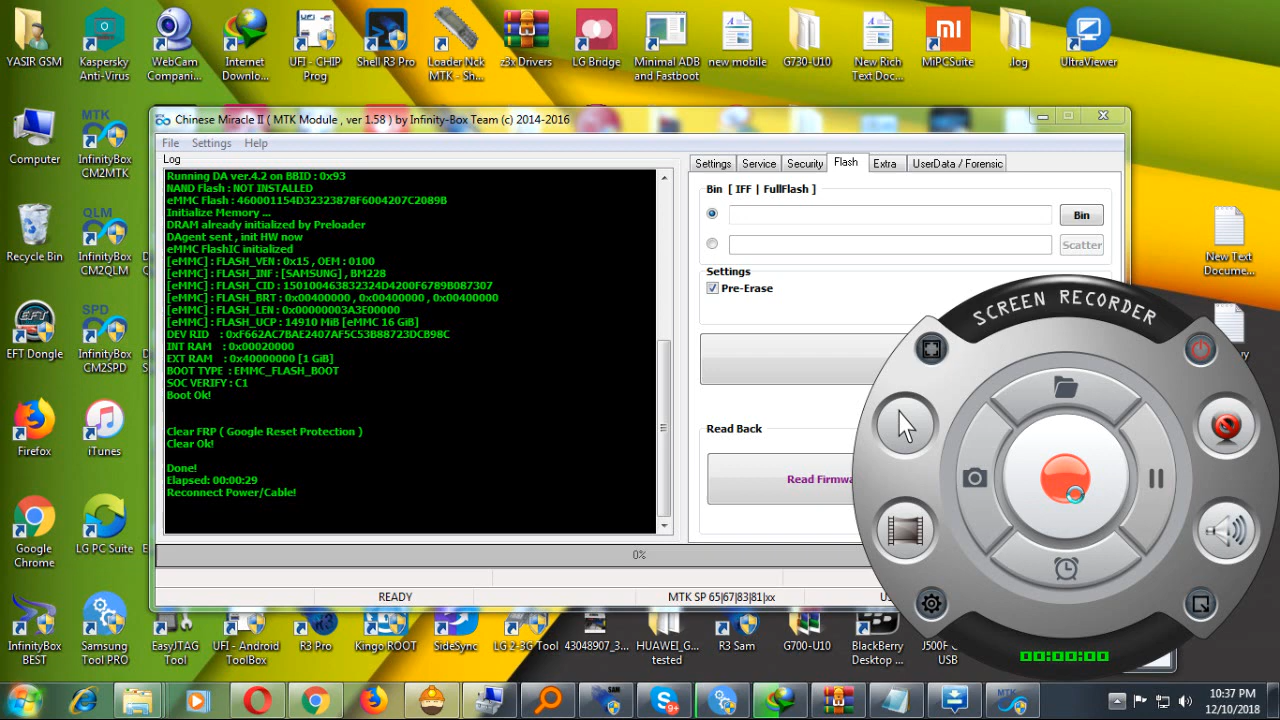 YASIR GSM
Kaspersky
Anti-Virus
WebCam
Compani...
Internet
Downlo...
UFI - CHIP
Prog
Shell R3 Pro
Loader Nck
MTK - Sh...
z3x Drivers
LG Bridge
Minimal ADB
and Fastboot
new mobile
G730-U10
New Rich
Text Doc...
MiPCSuite
.log
UltraViewer
Computer
InfinityBox
CM2MTK
Recycle Bin
InfinityBox
CM2QLM
EFT Dongle
InfinityBox
CM2SPD
Firefox
iTunes
Google
Chrome
LG PC Suite
InfinityBox
BEST
Samsung
Tool PRO
EasyJTAG
Tool
UFI - Android
ToolBox
R3 Pro
Kingo ROOT
SideSync
LG 2-3G Tool
43048907_3...
HUAWEI_G...
tested
R3 Sam
G700-U10
BlackBerry
Desktop ...
USB
New Text
Docume...
Chinese Miracle II ( MTK Module , ver 1.58 ) by Infinity-Box Team (c) 2014-2016
File Settings Help
Log
Running DA ver.4.2 on BBID : 0x93
NAND Flash : NOT INSTALLED
eMMC Flash : 460001154D32323878F6004207C2089B
Initialize Memory ...
DRAM already initialized by Preloader
DAgent sent , init HW now
eMMC FlashIC initialized
[eMMC] : FLASH_VEN : 0x15 , OEM : 0100
[eMMC] : FLASH_INF : [SAMSUNG] , BM228
[eMMC] : FLASH_CID : 150100463832324D4200F6789B087307
[eMMC] : FLASH_BRT : 0x00400000 , 0x00400000 , 0x00400000
[eMMC] : FLASH_LEN : 0x00000003A3E00000
[eMMC] : FLASH_UCP : 14910 MiB [eMMC 16 GiB]
DEV RID : 0xF662AC7BAE2407AF5C53B88723DCB98C
INT RAM : 0x00020000
EXT RAM : 0x40000000 [1 GiB]
BOOT TYPE : EMMC_FLASH_BOOT
SOC VERIFY : C1
Boot Ok!
Clear FRP ( Google Reset Protection )
Clear Ok!
Done!
Elapsed: 00:00:29
Reconnect Power/Cable!
Settings Service Security Flash Extra UserData / Forensic
Bin [ IFF | FullFlash ]
Bin
Scatter
Settings
Pre-Erase
Read Back
0%
READY
MTK SP 65|67|83|81|xx
SCREEN RECORDER
00:00:00
10:37 PM
12/10/2018